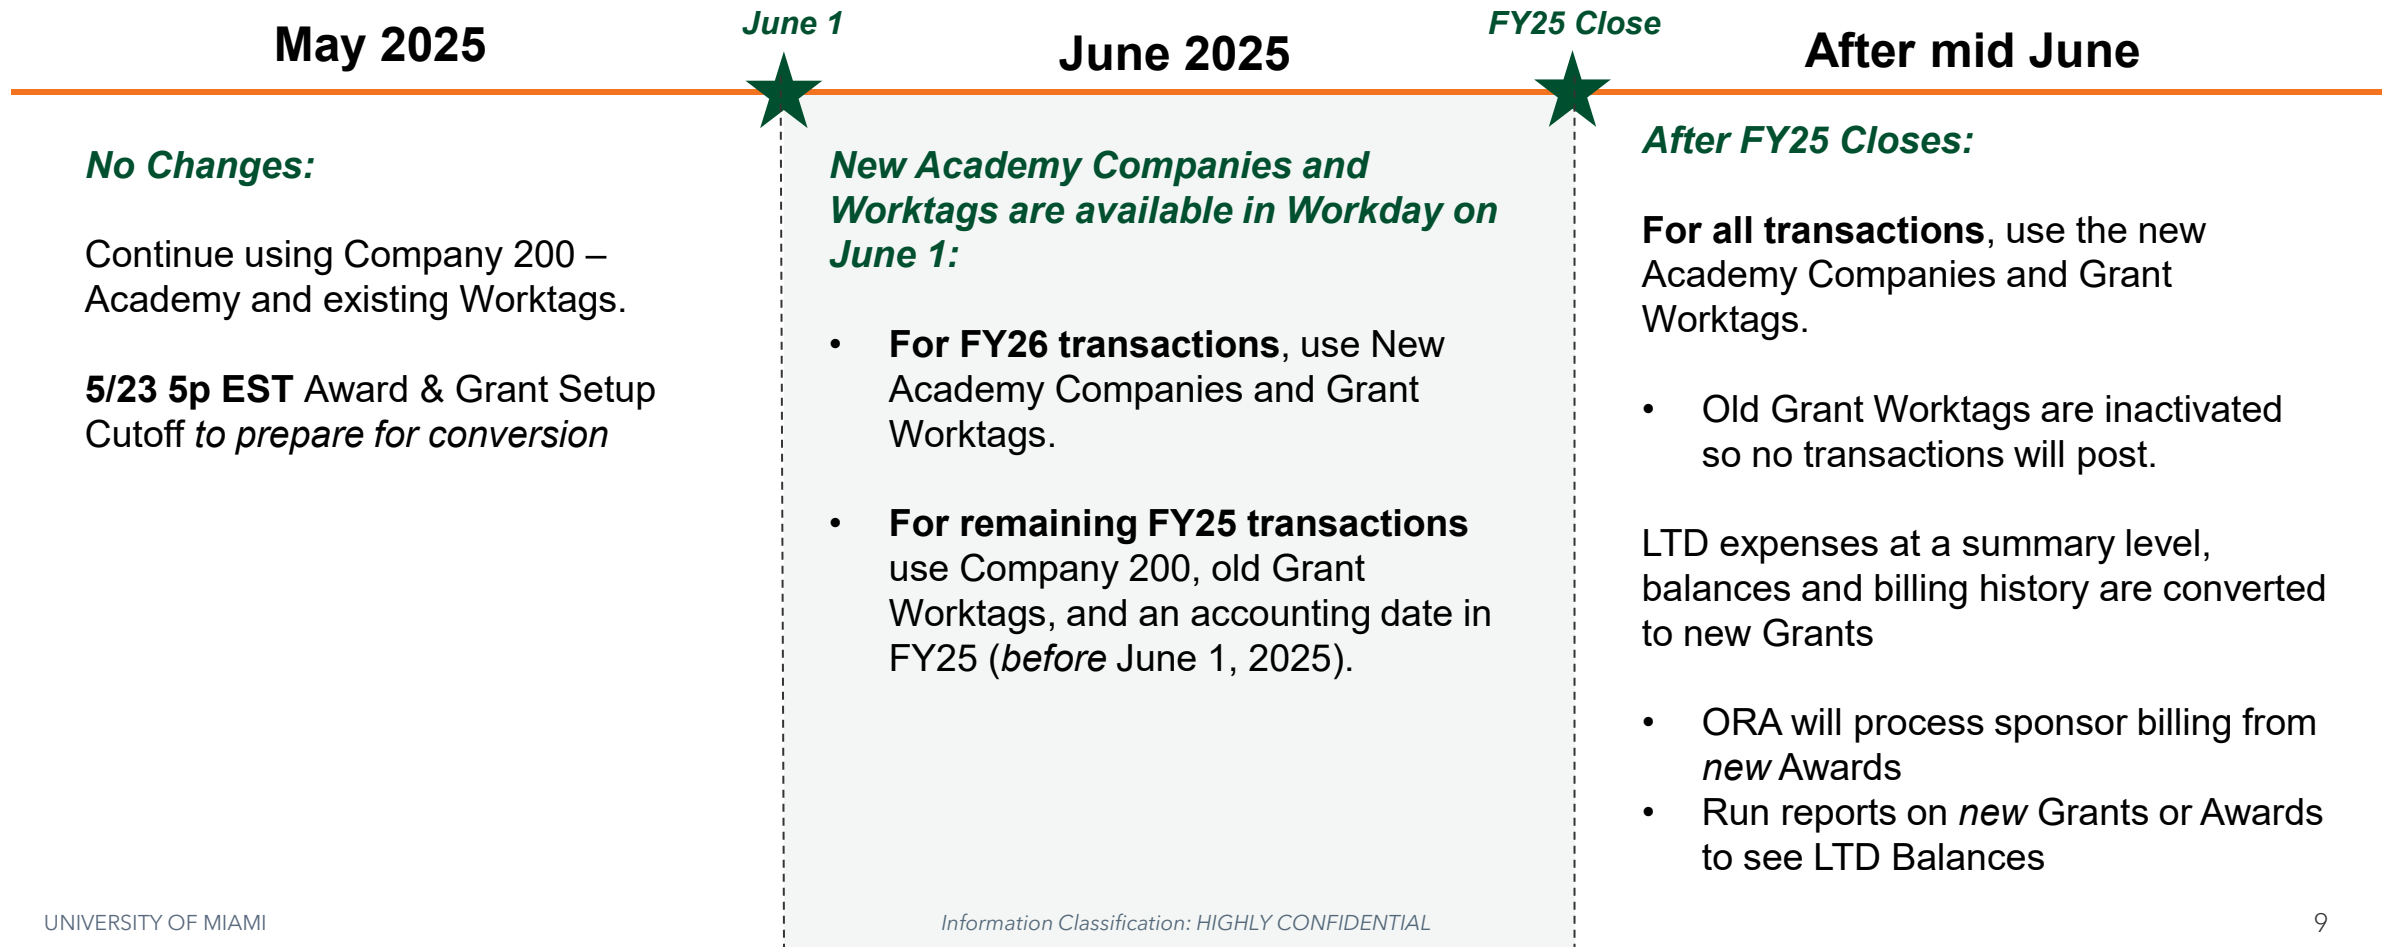 May 2025
June 1
June 2025
FY25 Close
After mid June
No Changes:
Continue using Company 200 –
Academy and existing Worktags.
5/23 5p EST Award & Grant Setup
Cutoff to prepare for conversion
New Academy Companies and
Worktags are available in Workday on
June 1:
• For FY26 transactions, use New
Academy Companies and Grant
Worktags.
• For remaining FY25 transactions
use Company 200, old Grant
Worktags, and an accounting date in
FY25 (before June 1, 2025).
After FY25 Closes:
For all transactions, use the new
Academy Companies and Grant
Worktags.
• Old Grant Worktags are inactivated
so no transactions will post.
LTD expenses at a summary level,
balances and billing history are converted
to new Grants
• ORA will process sponsor billing from
new Awards
• Run reports on new Grants or Awards
to see LTD Balances
UNIVERSITY OF MIAMI
Information Classification: HIGHLY CONFIDENTIAL
9